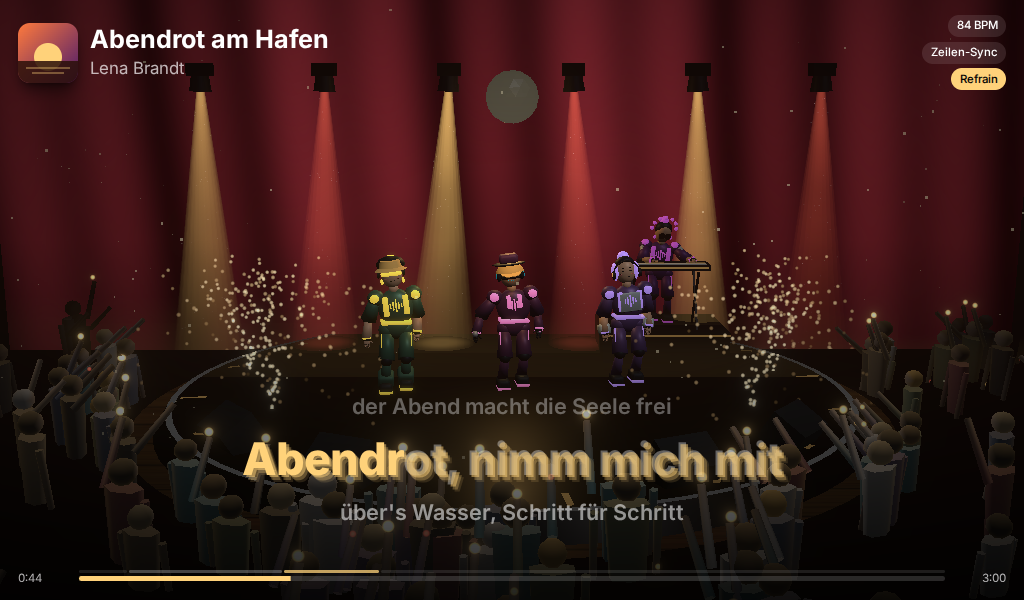 Abendrot am Hafen
Lena Brandt
84 BPM
Zeilen-Sync
Refrain
der Abend macht die Seele frei
Abendrot, nimm mich mit
über's Wasser, Schritt für Schritt
0:44
3:00